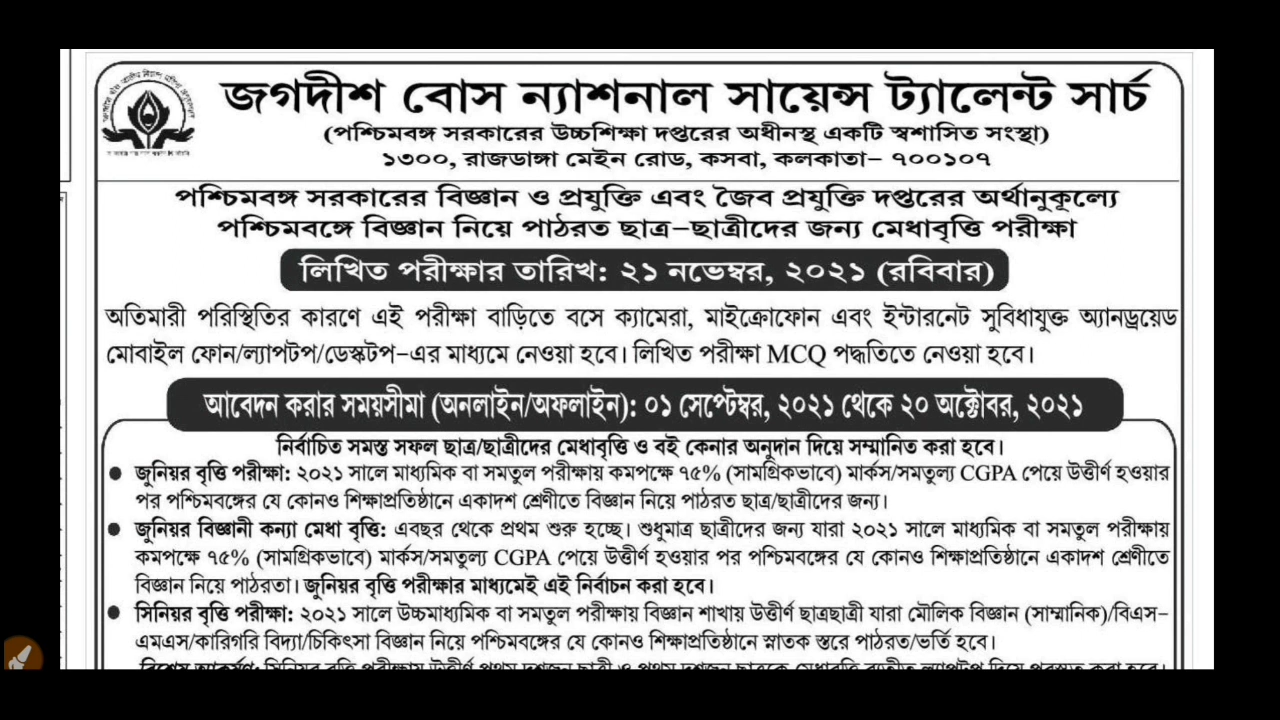 জগদীশ বোস ন্যাশনাল সায়েন্স ট্যালেন্ট সার্চ
(পশ্চিমবঙ্গ সরকারের উচ্চশিক্ষা দপ্তরের অধীনস্থ একটি স্বশাসিত সংস্থা)
১৩০০, রাজডাঙ্গা মেইন রোড, কসবা, কলকাতা– ৭০০১০৭
পশ্চিমবঙ্গ সরকারের বিজ্ঞান ও প্রযুক্তি এবং জৈব প্রযুক্তি দপ্তরের অর্থানুকূল্যে
পশ্চিমবঙ্গে বিজ্ঞান নিয়ে পাঠরত ছাত্র–ছাত্রীদের জন্য মেধাবৃত্তি পরীক্ষা
লিখিত পরীক্ষার তারিখ: ২১ নভেম্বর, ২০২১ (রবিবার)
অতিমারী পরিস্থিতির কারণে এই পরীক্ষা বাড়িতে বসে ক্যামেরা, মাইক্রোফোন এবং ইন্টারনেট সুবিধাযুক্ত অ্যানড্রয়েড
মোবাইল ফোন/ল্যাপটপ/ডেস্কটপ–এর মাধ্যমে নেওয়া হবে। লিখিত পরীক্ষা MCQ পদ্ধতিতে নেওয়া হবে।
আবেদন করার সময়সীমা (অনলাইন/অফলাইন): ০১ সেপ্টেম্বর, ২০২১ থেকে ২০ অক্টোবর, ২০২১
নির্বাচিত সমস্ত সফল ছাত্র/ছাত্রীদের মেধাবৃত্তি ও বই কেনার অনুদান দিয়ে সম্মানিত করা হবে।
● জুনিয়র বৃত্তি পরীক্ষা: ২০২১ সালে মাধ্যমিক বা সমতুল পরীক্ষায় কমপক্ষে ৭৫% (সামগ্রিকভাবে) মার্কস/সমতুল্য CGPA পেয়ে উত্তীর্ণ হওয়ার
পর পশ্চিমবঙ্গের যে কোনও শিক্ষাপ্রতিষ্ঠানে একাদশ শ্রেণীতে বিজ্ঞান নিয়ে পাঠরত ছাত্র/ছাত্রীদের জন্য।
● জুনিয়র বিজ্ঞানী কন্যা মেধা বৃত্তি: এবছর থেকে প্রথম শুরু হচ্ছে। শুধুমাত্র ছাত্রীদের জন্য যারা ২০২১ সালে মাধ্যমিক বা সমতুল পরীক্ষায়
কমপক্ষে ৭৫% (সামগ্রিকভাবে) মার্কস/সমতুল্য CGPA পেয়ে উত্তীর্ণ হওয়ার পর পশ্চিমবঙ্গের যে কোনও শিক্ষাপ্রতিষ্ঠানে একাদশ শ্রেণীতে
বিজ্ঞান নিয়ে পাঠরতা। জুনিয়র বৃত্তি পরীক্ষার মাধ্যমেই এই নির্বাচন করা হবে।
● সিনিয়র বৃত্তি পরীক্ষা: ২০২১ সালে উচ্চমাধ্যমিক বা সমতুল পরীক্ষায় বিজ্ঞান শাখায় উত্তীর্ণ ছাত্রছাত্রী যারা মৌলিক বিজ্ঞান (সাম্মানিক)/বিএস–
এমএস/কারিগরি বিদ্যা/চিকিৎসা বিজ্ঞান নিয়ে পশ্চিমবঙ্গের যে কোনও শিক্ষাপ্রতিষ্ঠানে স্নাতক স্তরে পাঠরত/ভর্তি হবে।